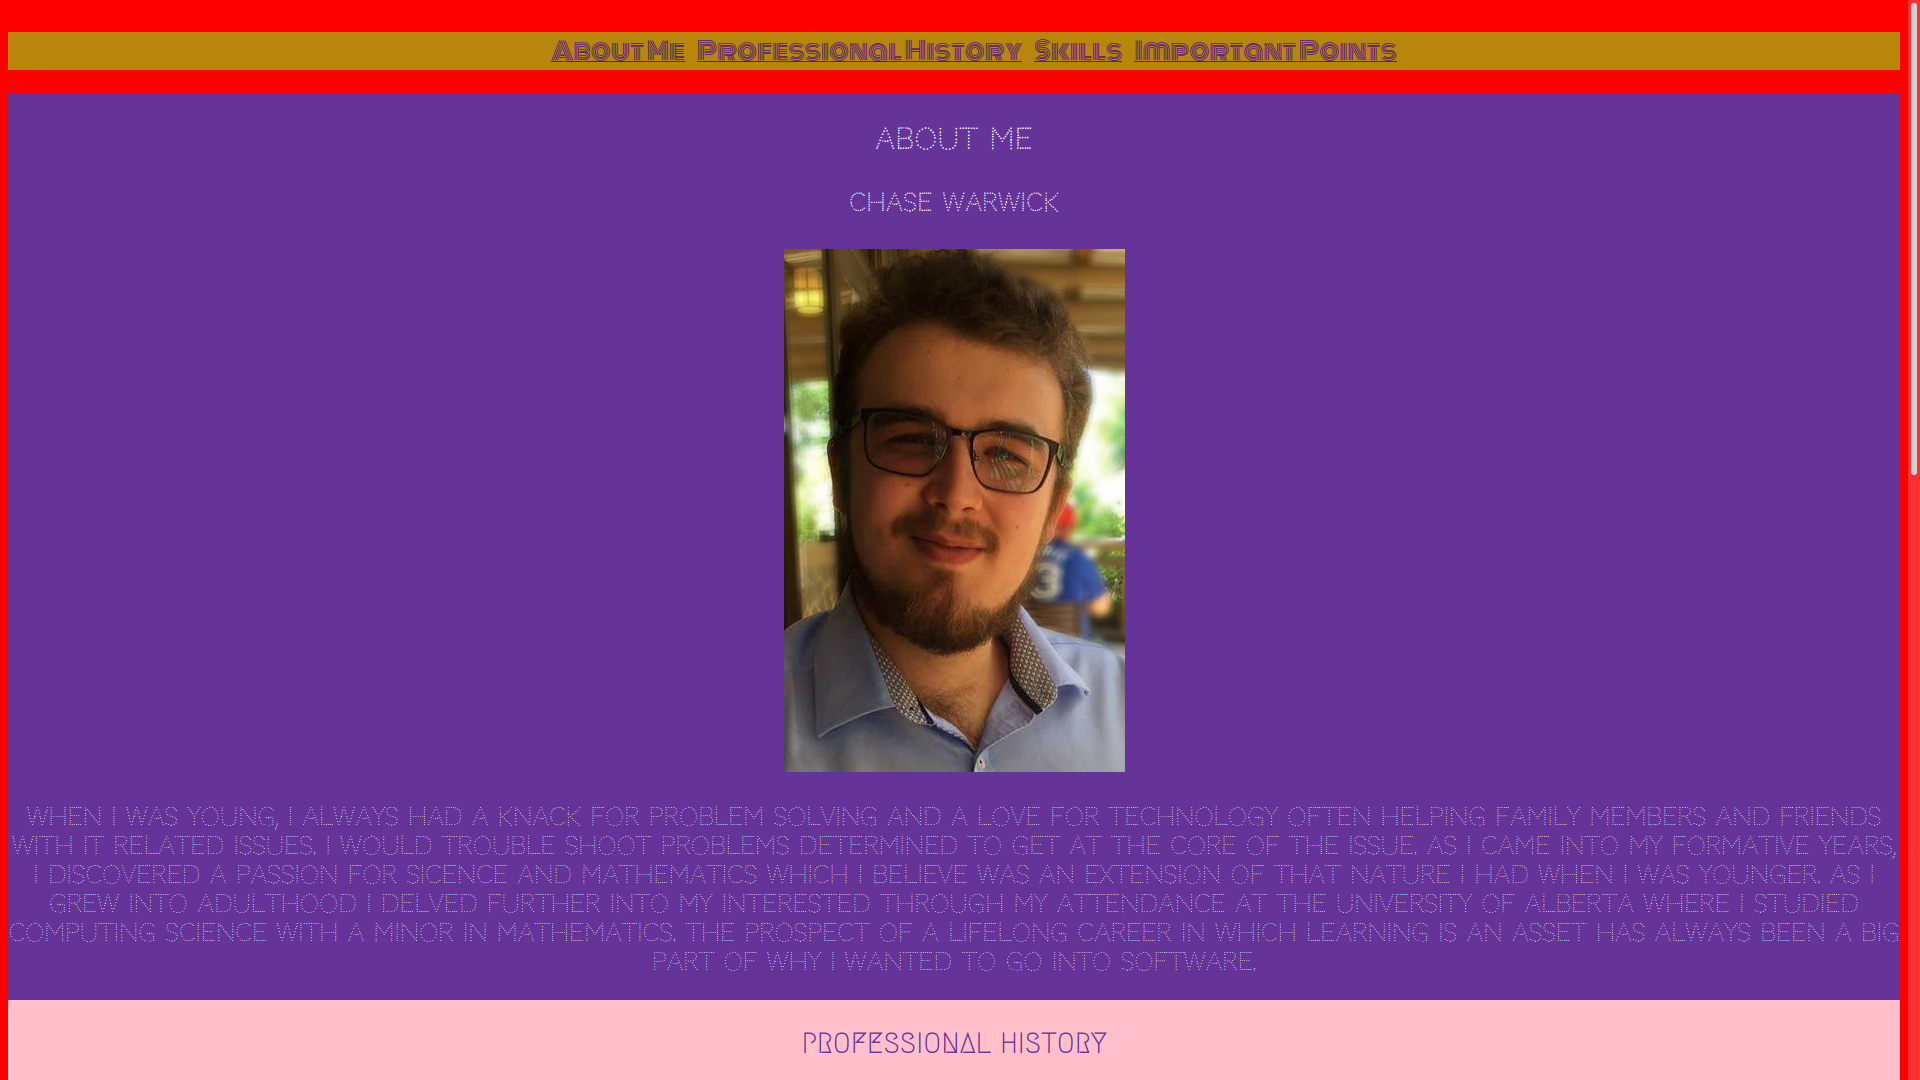 About Me Professional History Skills Important Points
ABOUT ME
CHASE WARWICK
3
WHEN I WAS YOUNG, I ALWAYS HAD A KNACK FOR PROBLEM SOLVING AND A LOVE FOR TECHNOLOGY OFTEN HELPING FAMILY MEMBERS AND FRIENDS
WITH IT RELATED ISSUES. I WOULD TROUBLE SHOOT PROBLEMS DETERMINED TO GET AT THE CORE OF THE ISSUE. AS I CAME INTO MY FORMATIVE YEARS,
I DISCOVERED A PASSION FOR SICENCE AND MATHEMATICS WHICH I BELIEVE WAS AN EXTENSION OF THAT NATURE I HAD WHEN I WAS YOUNGER. AS I
GREW INTO ADULTHOOD I DELVED FURTHER INTO MY INTERESTED THROUGH MY ATTENDANCE AT THE UNIVERSITY OF ALBERTA WHERE I STUDIED
COMPUTING SCIENCE WITH A MINOR IN MATHEMATICS. THE PROSPECT OF A LIFELONG CAREER IN WHICH LEARNING IS AN ASSET HAS ALWAYS BEEN A BIG
PART OF WHY I WANTED TO GO INTO SOFTWARE.
PROFESSIONAL HISTORY